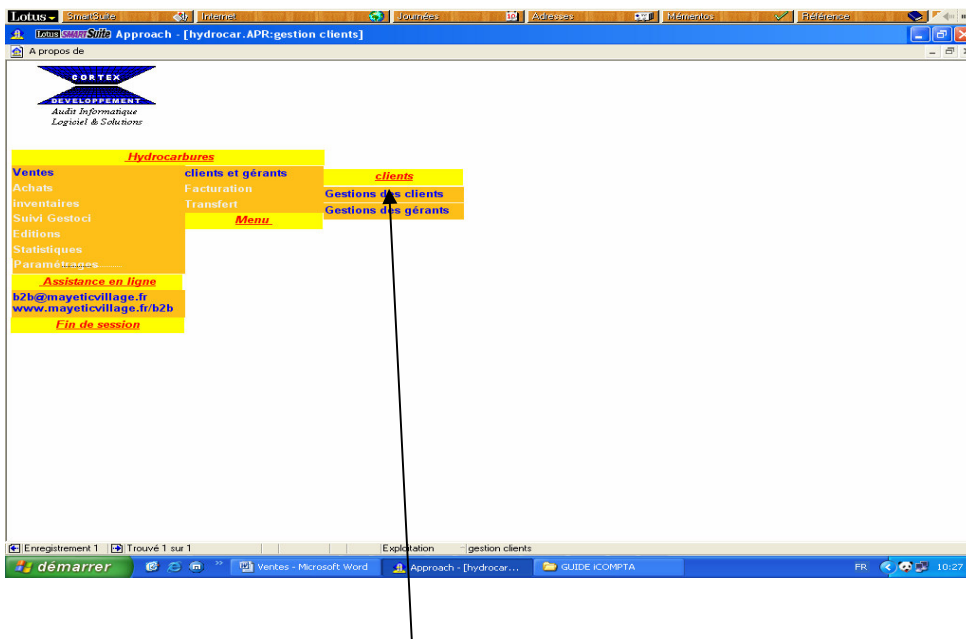 Lotus SmartSuite Internet Journées 10 Adresses Mémentos Référence
Lotus SMARTSuite Approach - [hydrocar.APR:gestion clients]
A propos de
CORTEX
DEVELOPPEMENT
Audit Informatique
Logiciel & Solutions
Hydrocarbures
Ventes clients et gérants clients
Achats Facturation Gestions des clients
inventaires Transfort Gestions des gérants
Suivi Gestoci Menu
Editions
Statistiques
Paramétrages
Assistance en ligne
b2b@mayeticvillage.fr
www.mayeticvillage.fr/b2b
Fin de session
Enregistrement 1 Trouvé 1 sur 1 Exploitation gestion clients
démarrer Ventes - Microsoft Word Approach - [hydrocar... GUIDE iCOMPTA FR 10:27